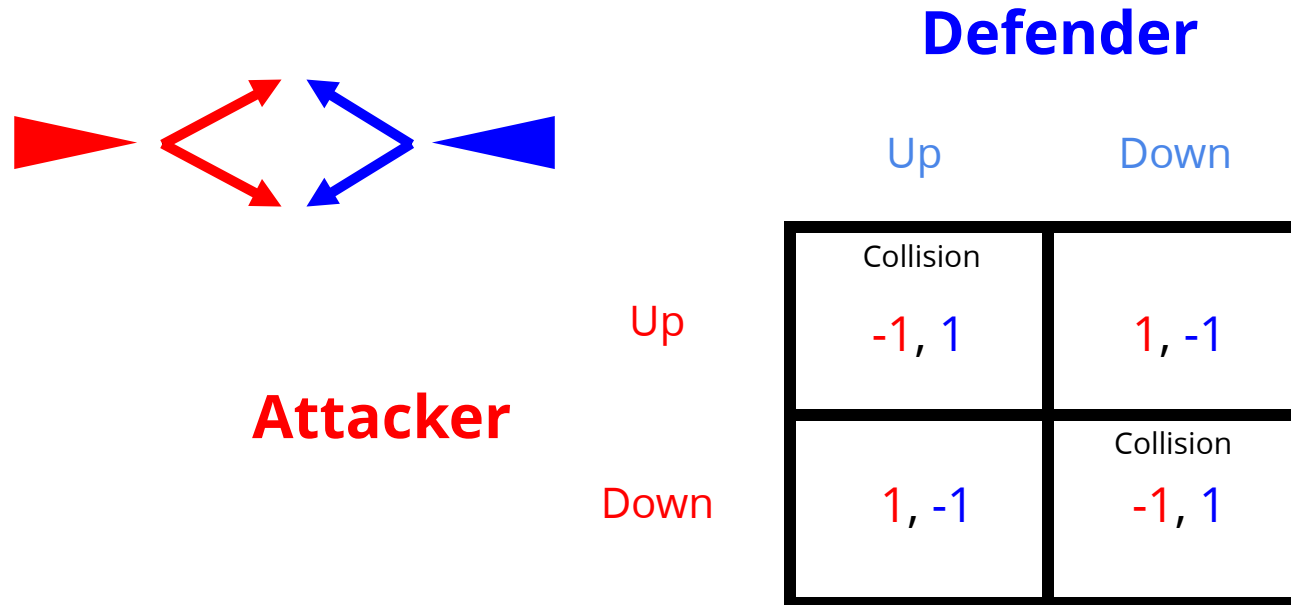 Defender
Up Down
Collision
Up
-1, 1 1, -1
Attacker
Collision
Down
1, -1 -1, 1